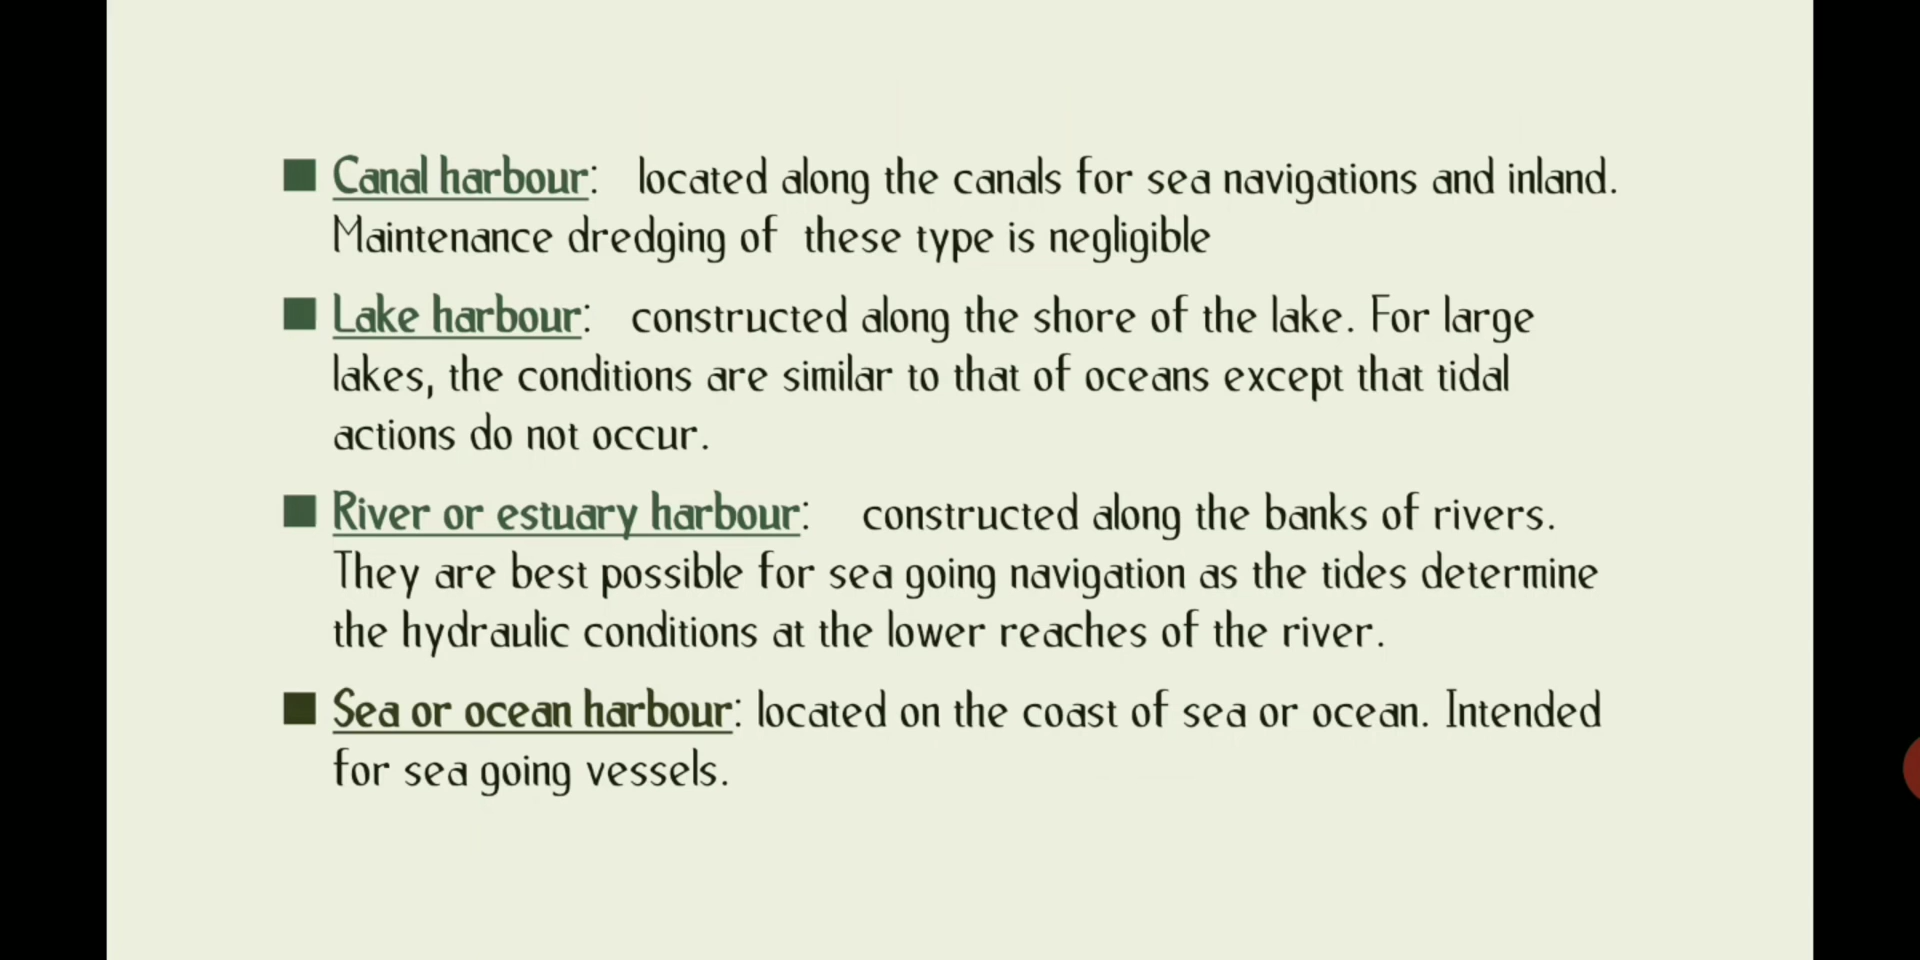 Canal harbour: located along the canals for sea navigations and inland.
Maintenance dredging of these type is negligible
Lake harbour: constructed along the shore of the lake. For large
lakes, the conditions are similar to that of oceans except that tidal
actions do not occur.
River or estuary harbour: constructed along the banks of rivers.
They are best possible for sea going navigation as the tides determine
the hydraulic conditions at the lower reaches of the river.
Sea or ocean harbour: located on the coast of sea or ocean. Intended
for sea going vessels.